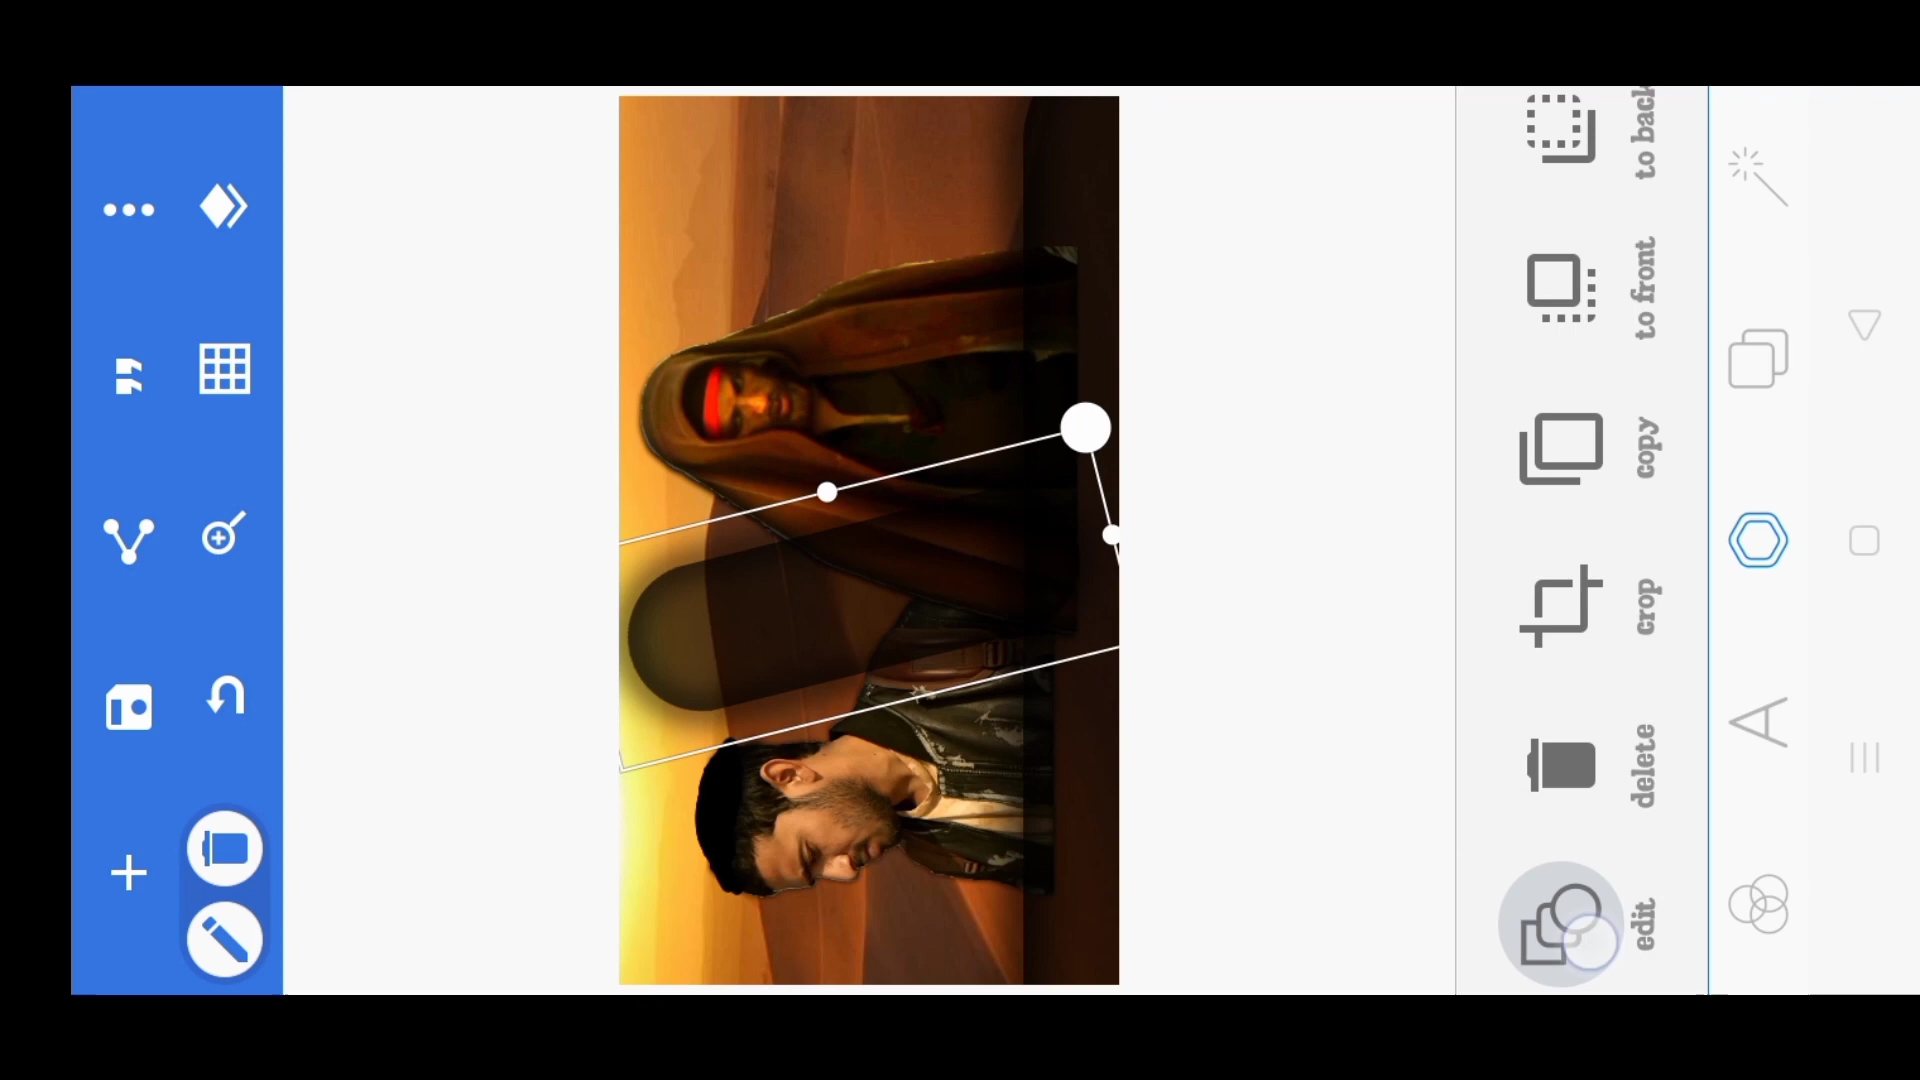 edit
delete
crop
copy
to front
to back